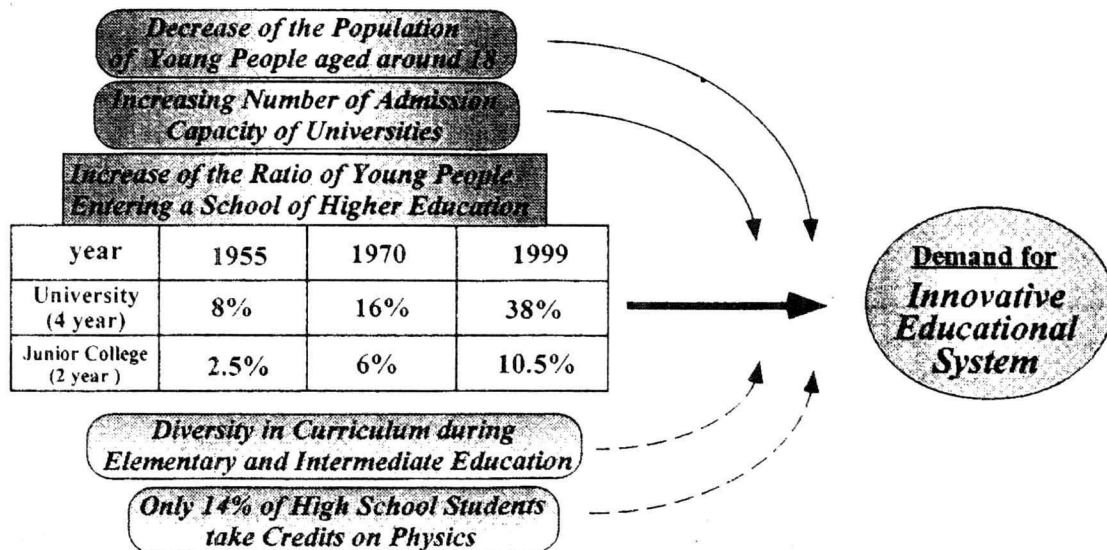 Decrease of the Population
of Young People aged around 18
Increasing Number of Admission
Capacity of Universities
Increase of the Ratio of Young People
Entering a School of Higher Education
year 1955 1970 1999
University
(4 year) 8% 16% 38%
Junior College
(2 year ) 2.5% 6% 10.5%
Diversity in Curriculum during
Elementary and Intermediate Education
Only 14% of High School Students
take Credits on Physics
Demand for
Innovative
Educational
System